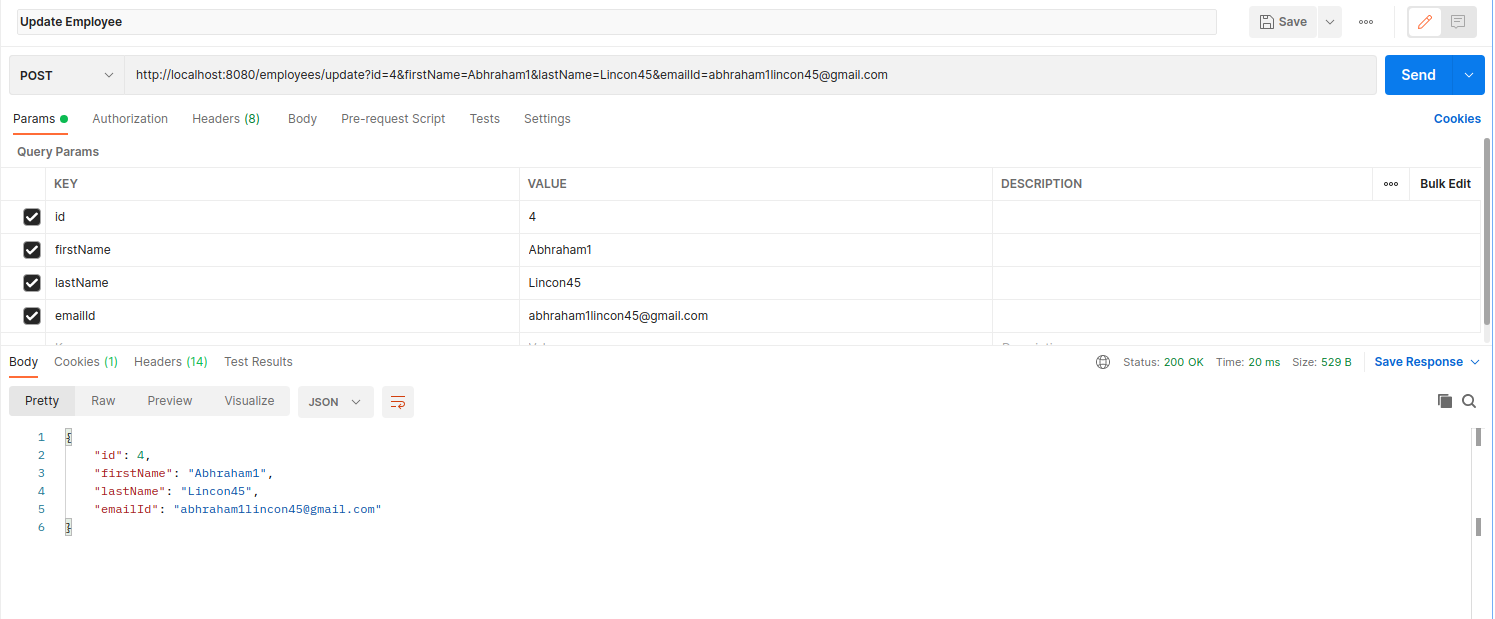 Update Employee
Save
POST
http://localhost:8080/employees/update?id=4&firstName=Abhraham1&lastName=Lincon45&emailId=abhraham1lincon45@gmail.com
Send
Params
Authorization
Headers (8)
Body
Pre-request Script
Tests
Settings
Cookies
Query Params
KEY
VALUE
DESCRIPTION
Bulk Edit
id
4
firstName
Abhraham1
lastName
Lincon45
emailId
abhraham1lincon45@gmail.com
Body
Cookies (1)
Headers (14)
Test Results
Status: 200 OK
Time: 20 ms
Size: 529 B
Save Response
Pretty
Raw
Preview
Visualize
JSON
1 {
2 "id": 4,
3 "firstName": "Abhraham1",
4 "lastName": "Lincon45",
5 "emailId": "abhraham1lincon45@gmail.com"
6 }